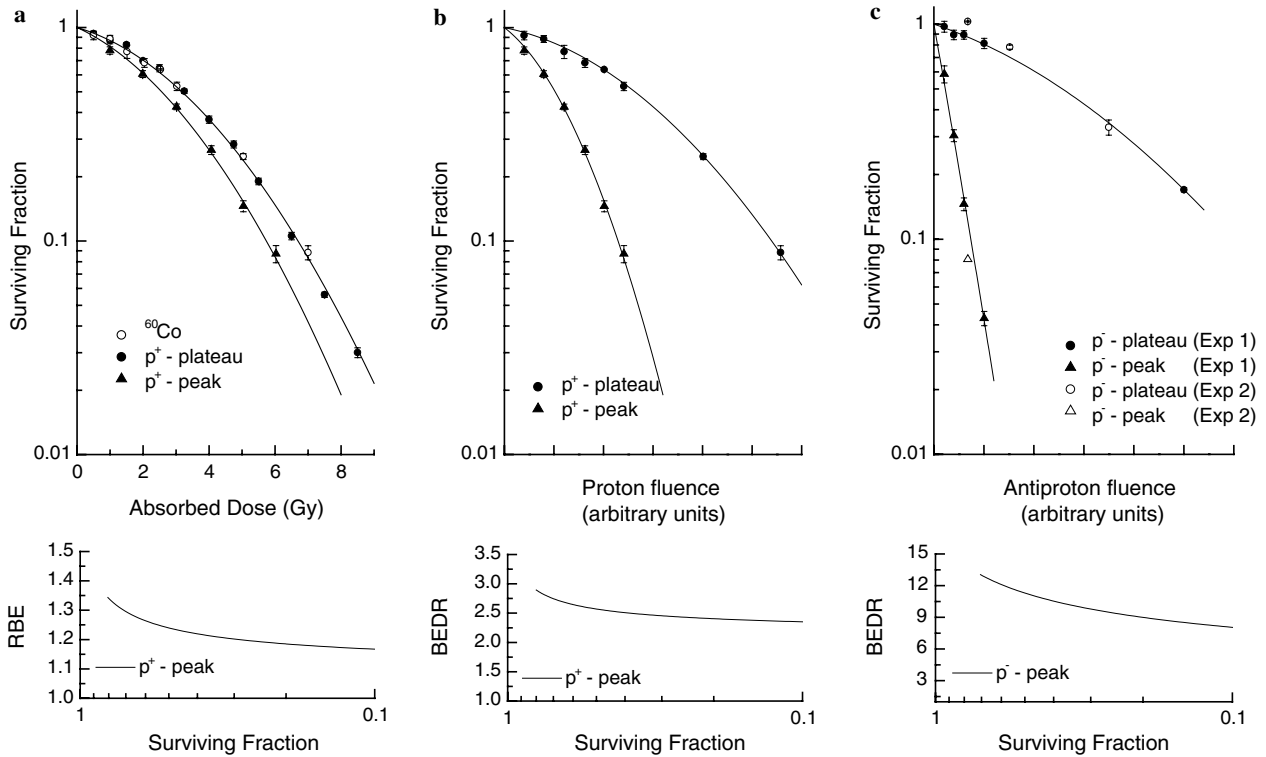 a
1
0.1
0.01
Surviving Fraction
⁶⁰Co
p⁺ - plateau
p⁺ - peak
0 2 4 6 8
Absorbed Dose (Gy)
b
1
0.1
0.01
Surviving Fraction
p⁺ - plateau
p⁺ - peak
Proton fluence
(arbitrary units)
c
1
0.1
0.01
Surviving Fraction
p⁻ - plateau (Exp 1)
p⁻ - peak (Exp 1)
p⁻ - plateau (Exp 2)
p⁻ - peak (Exp 2)
Antiproton fluence
(arbitrary units)
1.5
1.4
1.3
1.2
1.1
1.0
RBE
p⁺ - peak
1 0.1
Surviving Fraction
3.5
3.0
2.5
2.0
1.5
1.0
BEDR
p⁺ - peak
1 0.1
Surviving Fraction
15
12
9
6
3
BEDR
p⁻ - peak
1 0.1
Surviving Fraction